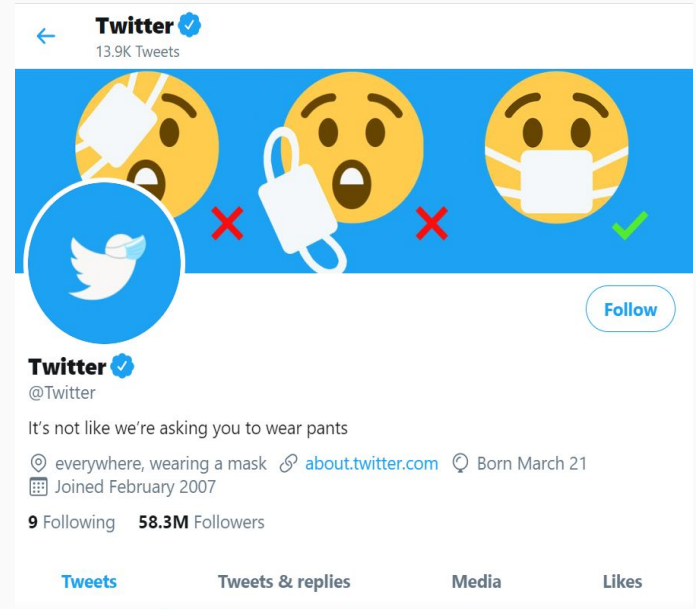 Twitter
13.9K Tweets
Follow
Twitter
@Twitter
It's not like we're asking you to wear pants
everywhere, wearing a mask about.twitter.com Born March 21
Joined February 2007
9 Following 58.3M Followers
Tweets Tweets & replies Media Likes